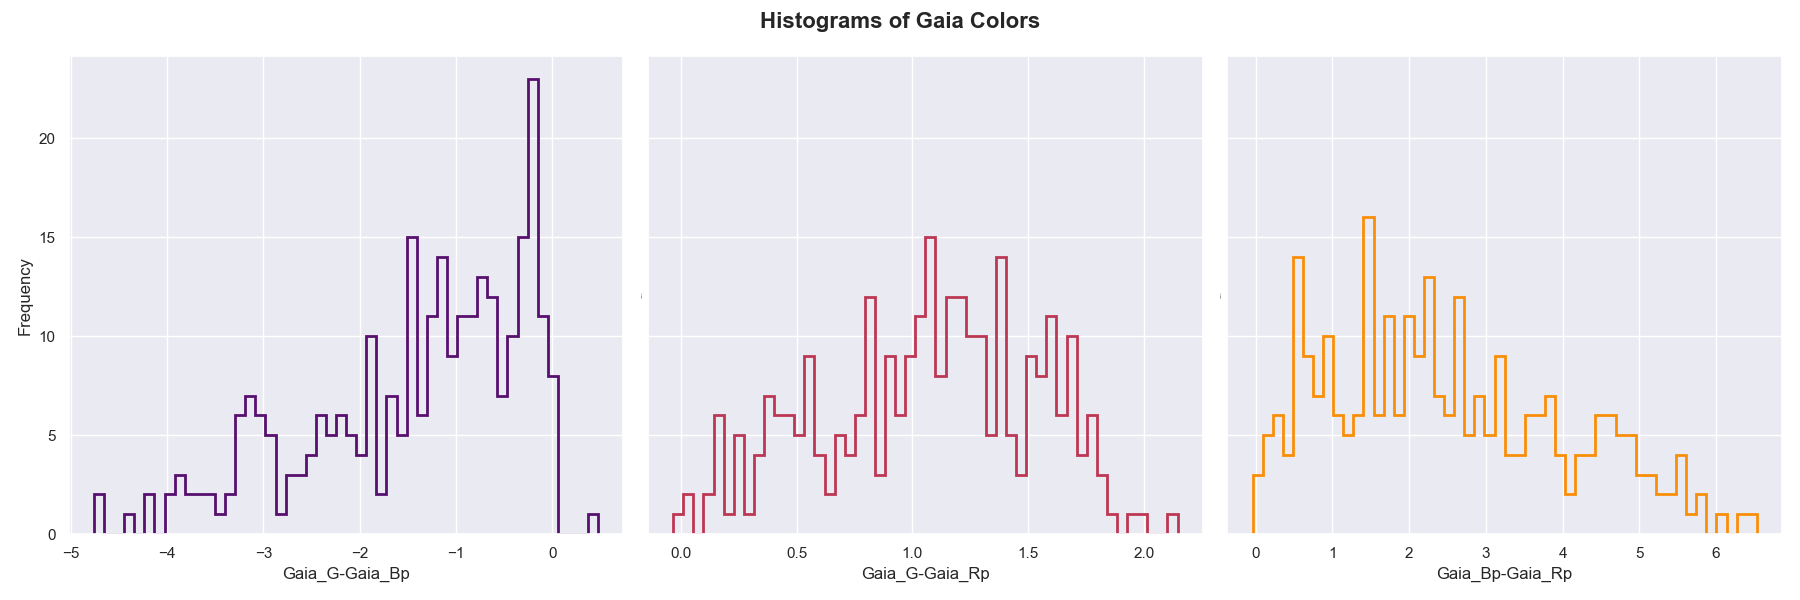 Histograms of Gaia Colors
Frequency
20
15
10
5
0
−5 −4 −3 −2 −1 0
Gaia_G-Gaia_Bp
0.0 0.5 1.0 1.5 2.0
Gaia_G-Gaia_Rp
0 1 2 3 4 5 6
Gaia_Bp-Gaia_Rp